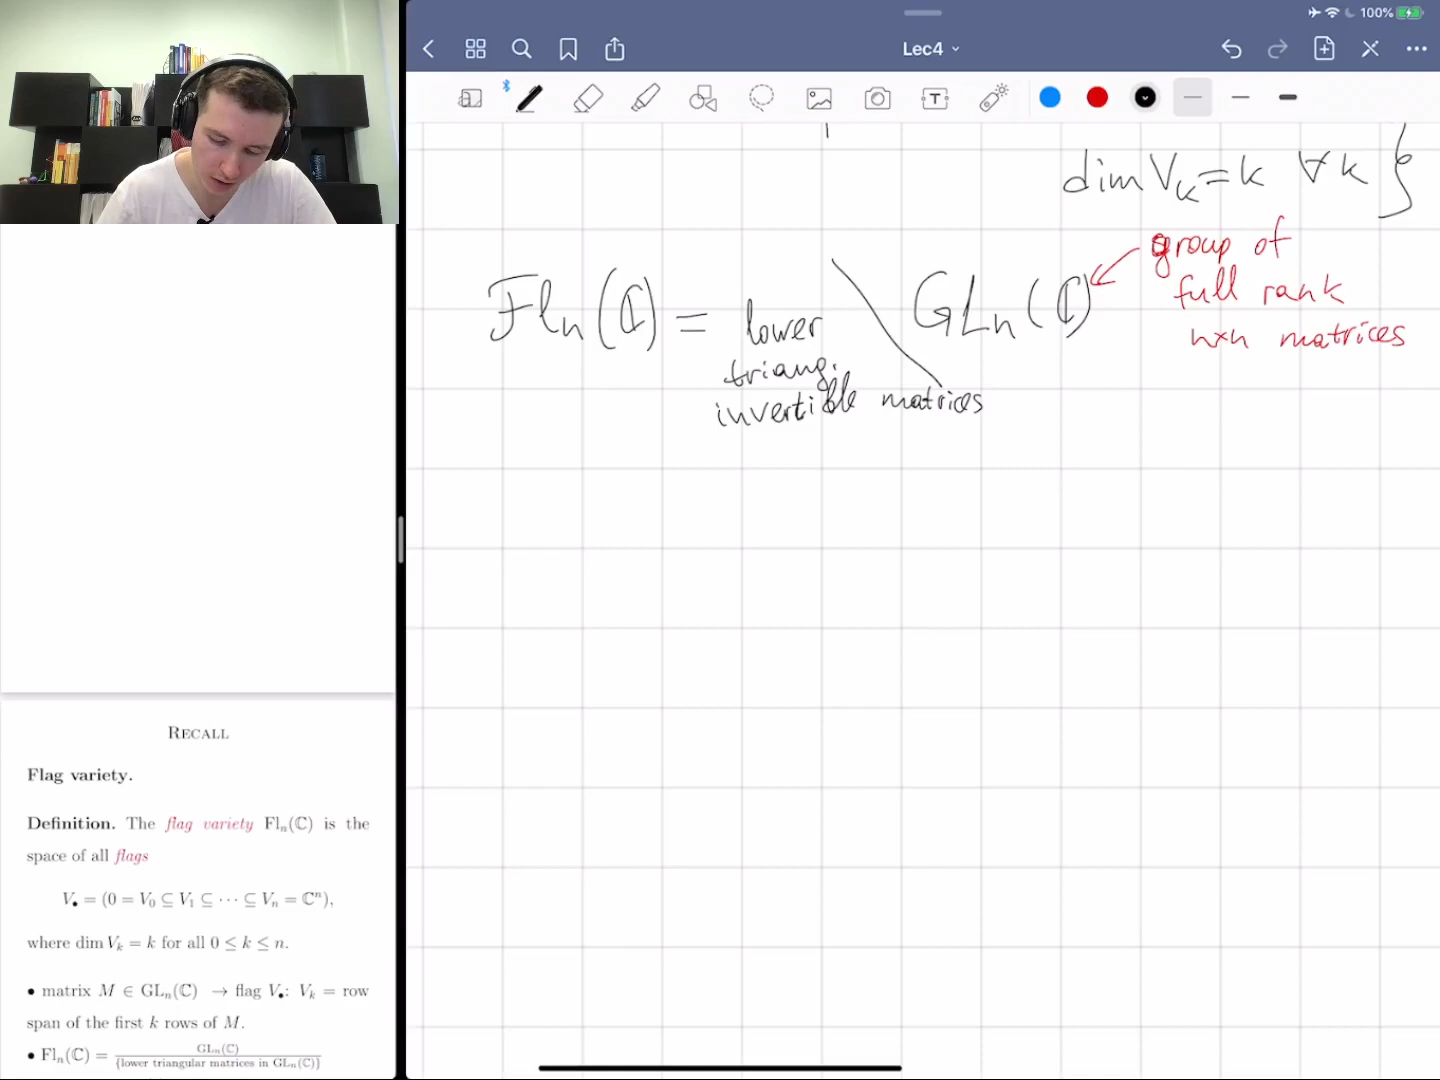 100%
Lec4
T
dim V_k = k ∀k }
Fl_n(ℂ) = lower triang. invertible matrices \ GL_n(ℂ)
group of
full rank
n×n matrices
RECALL
Flag variety.
Definition. The flag variety Fl_n(ℂ) is the
space of all flags
V_• = (0 = V_0 ⊆ V_1 ⊆ ⋯ ⊆ V_n = ℂ^n),
where dim V_k = k for all 0 ≤ k ≤ n.
• matrix M ∈ GL_n(ℂ) → flag V_•: V_k = row
span of the first k rows of M.
• Fl_n(ℂ) = GL_n(ℂ) / {lower triangular matrices in GL_n(ℂ)}